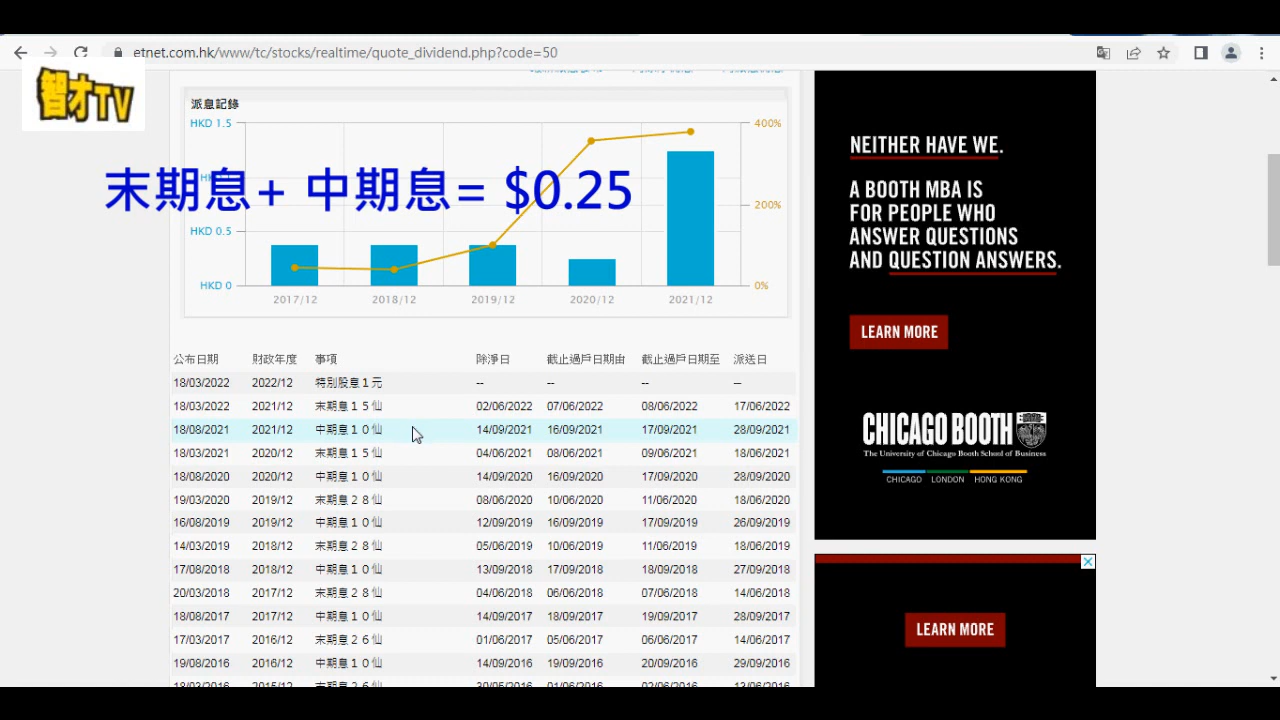 etnet.com.hk/www/tc/stocks/realtime/quote_dividend.php?code=50
智才TV
派息記錄
HKD 1.5
400%
末期息+ 中期息= $0.25
200%
HKD 0.5
HKD 0
0%
2017/12 2018/12 2019/12 2020/12 2021/12
公布日期 財政年度 事項 除淨日 截止過戶日期由 截止過戶日期至 派送日
18/03/2022 2022/12 特別股息1元 -- -- -- --
18/03/2022 2021/12 末期息15仙 02/06/2022 07/06/2022 08/06/2022 17/06/2022
18/08/2021 2021/12 中期息10仙 14/09/2021 16/09/2021 17/09/2021 28/09/2021
18/03/2021 2020/12 末期息15仙 04/06/2021 08/06/2021 09/06/2021 18/06/2021
18/08/2020 2020/12 中期息10仙 14/09/2020 16/09/2020 17/09/2020 28/09/2020
19/03/2020 2019/12 末期息28仙 08/06/2020 10/06/2020 11/06/2020 18/06/2020
16/08/2019 2019/12 中期息10仙 12/09/2019 16/09/2019 17/09/2019 26/09/2019
14/03/2019 2018/12 末期息28仙 05/06/2019 10/06/2019 11/06/2019 18/06/2019
17/08/2018 2018/12 中期息10仙 13/09/2018 17/09/2018 18/09/2018 27/09/2018
20/03/2018 2017/12 末期息28仙 04/06/2018 06/06/2018 07/06/2018 14/06/2018
18/08/2017 2017/12 中期息10仙 14/09/2017 18/09/2017 19/09/2017 28/09/2017
17/03/2017 2016/12 末期息26仙 01/06/2017 05/06/2017 06/06/2017 14/06/2017
19/08/2016 2016/12 中期息10仙 14/09/2016 19/09/2016 20/09/2016 29/09/2016
NEITHER HAVE WE.
A BOOTH MBA IS
FOR PEOPLE WHO
ANSWER QUESTIONS
AND QUESTION ANSWERS.
LEARN MORE
CHICAGO BOOTH
The University of Chicago Booth School of Business
CHICAGO LONDON HONG KONG
LEARN MORE